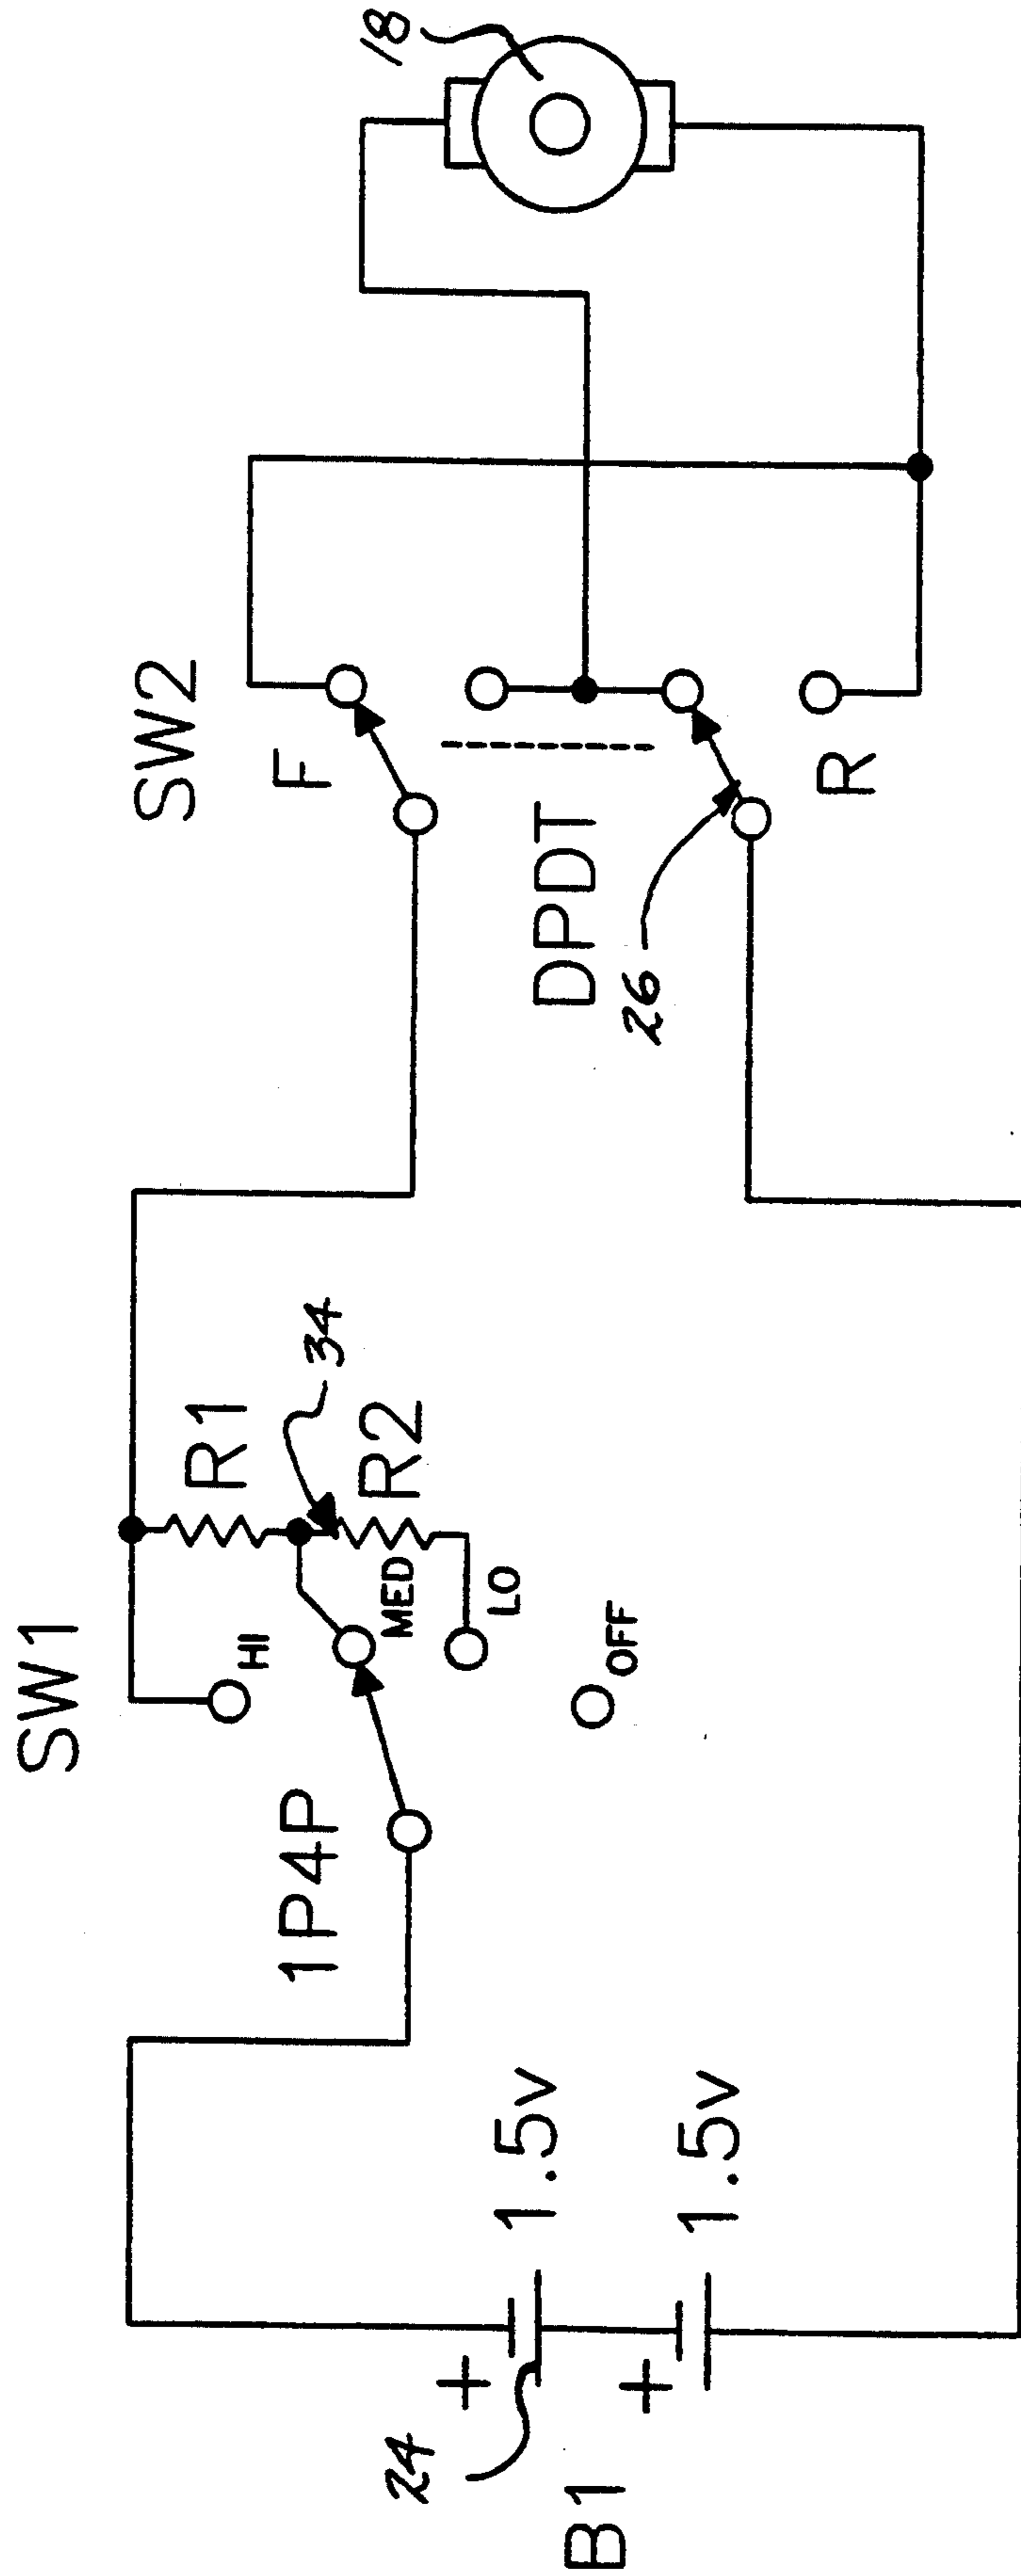 SW1
HI
R1
34
R2
MED
LO
OFF
1P4P
SW2
F
DPDT
26
R
18
24
+
1.5v
+
1.5v
B1